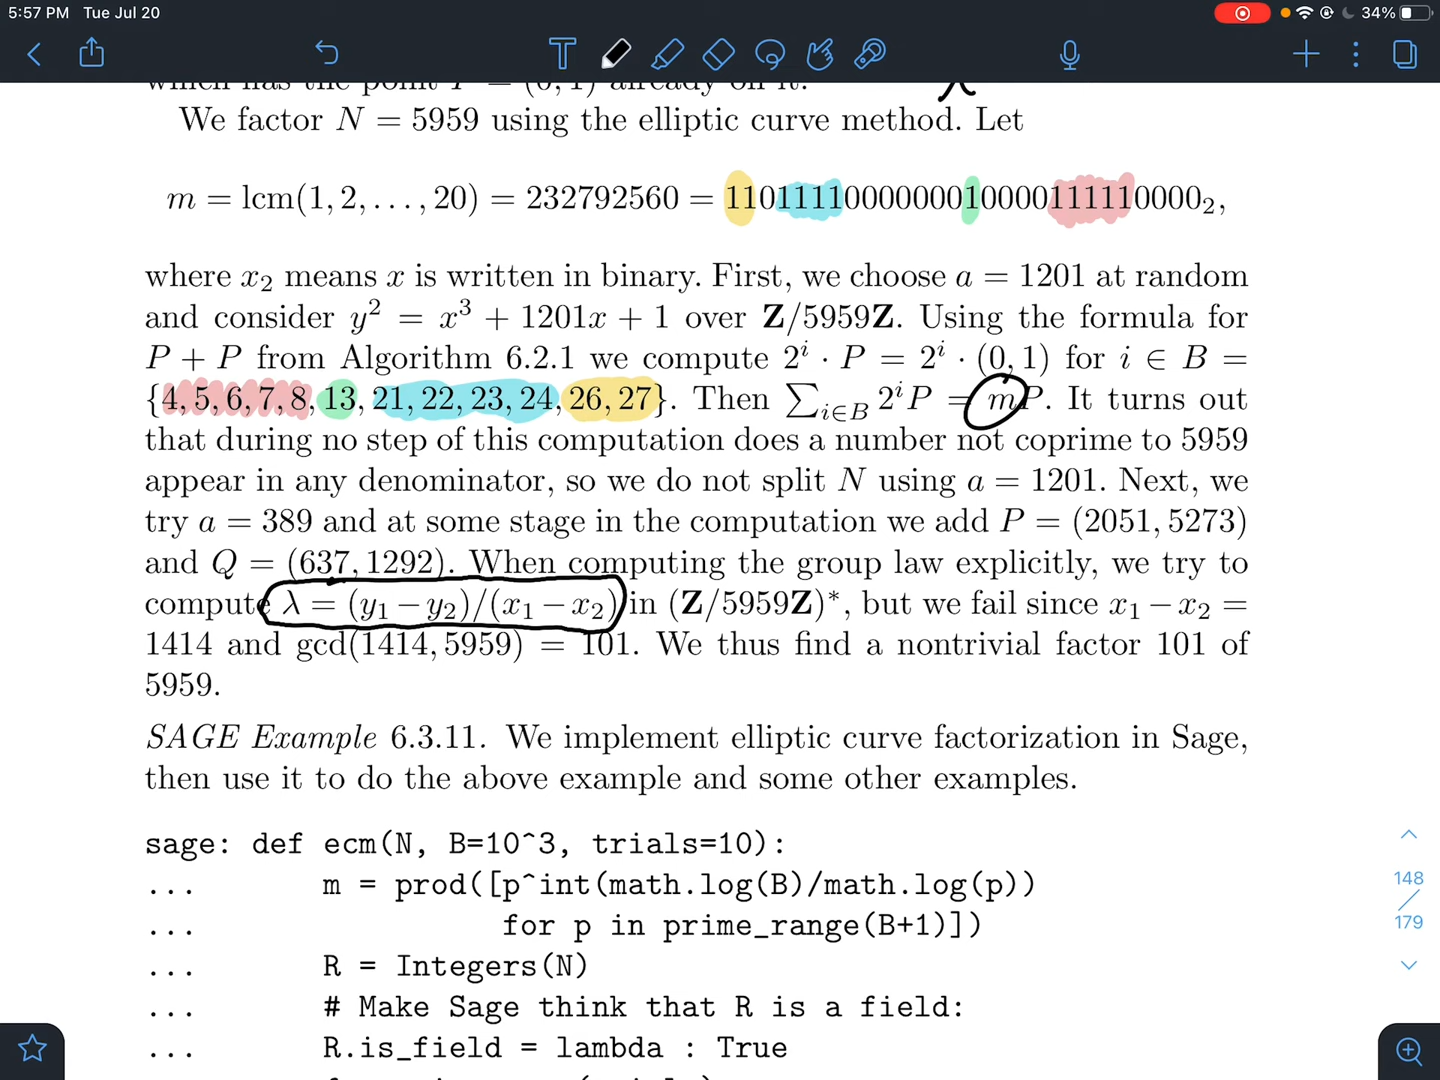 5:57 PM Tue Jul 20
34%
We factor N = 5959 using the elliptic curve method. Let
m = lcm(1, 2, . . . , 20) = 232792560 = 1101111000000010000111110000₂,
where x₂ means x is written in binary. First, we choose a = 1201 at random
and consider y² = x³ + 1201x + 1 over Z/5959Z. Using the formula for
P + P from Algorithm 6.2.1 we compute 2ⁱ · P = 2ⁱ · (0, 1) for i ∈ B =
{4, 5, 6, 7, 8, 13, 21, 22, 23, 24, 26, 27}. Then ∑_{i∈B} 2ⁱP = mP. It turns out
that during no step of this computation does a number not coprime to 5959
appear in any denominator, so we do not split N using a = 1201. Next, we
try a = 389 and at some stage in the computation we add P = (2051, 5273)
and Q = (637, 1292). When computing the group law explicitly, we try to
compute λ = (y₁ − y₂)/(x₁ − x₂) in (Z/5959Z)*, but we fail since x₁ − x₂ =
1414 and gcd(1414, 5959) = 101. We thus find a nontrivial factor 101 of
5959.
SAGE Example 6.3.11. We implement elliptic curve factorization in Sage,
then use it to do the above example and some other examples.
sage: def ecm(N, B=10^3, trials=10):
... m = prod([p^int(math.log(B)/math.log(p))
... for p in prime_range(B+1)])
... R = Integers(N)
... # Make Sage think that R is a field:
... R.is_field = lambda : True
148
179